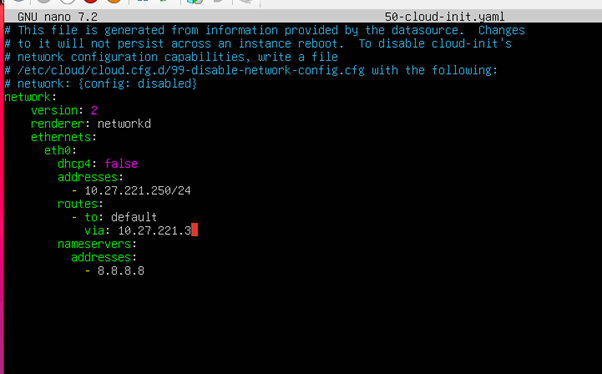 GNU nano 7.2 50-cloud-init.yaml
# This file is generated from information provided by the datasource.  Changes
# to it will not persist across an instance reboot.  To disable cloud-init's
# network configuration capabilities, write a file
# /etc/cloud/cloud.cfg.d/99-disable-network-config.cfg with the following:
# network: {config: disabled}
network:
    version: 2
    renderer: networkd
    ethernets:
      eth0:
        dhcp4: false
        addresses:
          - 10.27.221.250/24
        routes:
          - to: default
            via: 10.27.221.3
        nameservers:
          addresses:
            - 8.8.8.8